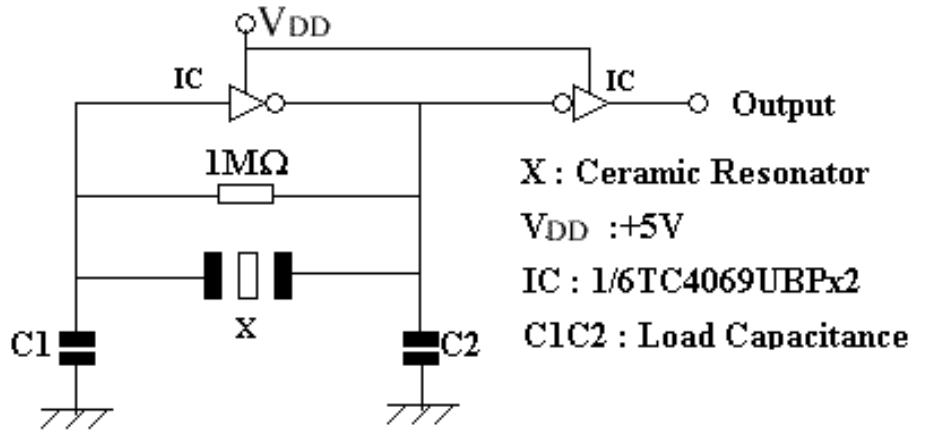 VDD
IC
IC
Output
1MΩ
X : Ceramic Resonator
VDD :+5V
IC : 1/6TC4069UBPx2
X
C1
C2
C1C2 : Load Capacitance